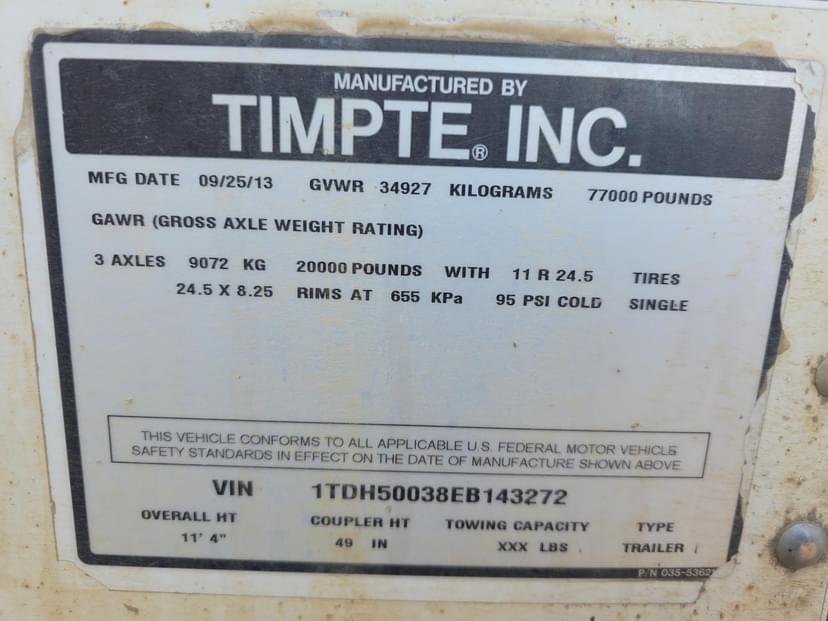 MANUFACTURED BY
TIMPTE® INC.
MFG DATE 09/25/13 GVWR 34927 KILOGRAMS 77000 POUNDS
GAWR (GROSS AXLE WEIGHT RATING)
3 AXLES 9072 KG 20000 POUNDS WITH 11 R 24.5 TIRES
24.5 X 8.25 RIMS AT 655 KPa 95 PSI COLD SINGLE
THIS VEHICLE CONFORMS TO ALL APPLICABLE U.S. FEDERAL MOTOR VEHICLE
SAFETY STANDARDS IN EFFECT ON THE DATE OF MANUFACTURE SHOWN ABOVE
VIN 1TDH50038EB143272
OVERALL HT COUPLER HT TOWING CAPACITY TYPE
11' 4" 49 IN XXX LBS TRAILER
P/N